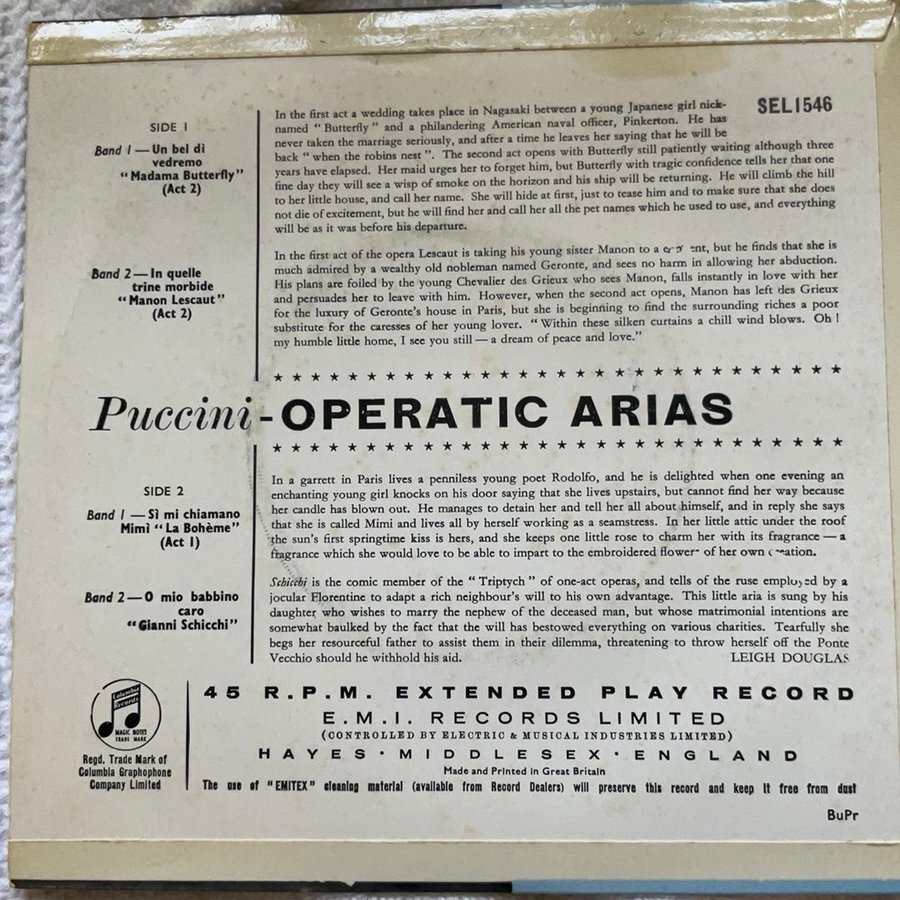 SEL1546
SIDE 1
Band 1 — Un bel dì
vedremo
“Madama Butterfly”
(Act 2)
In the first act a wedding takes place in Nagasaki between a young Japanese girl nick-
named “Butterfly” and a philandering American naval officer, Pinkerton. He has
never taken the marriage seriously, and after a time he leaves her saying that he will be
back “when the robins nest”. The second act opens with Butterfly still patiently waiting although three
years have elapsed. Her maid urges her to forget him, but Butterfly with tragic confidence tells her that one
fine day they will see a wisp of smoke on the horizon and his ship will be returning. He will climb the hill
to her little house, and call her name. She will hide at first, just to tease him and to make sure that she does
not die of excitement, but he will find her and call her all the pet names which he used to use, and everything
will be as it was before his departure.
Band 2 — In quelle
trine morbide
“Manon Lescaut”
(Act 2)
In the first act of the opera Lescaut is taking his young sister Manon to a but he finds that she is
much admired by a wealthy old nobleman named Geronte, and sees no harm in allowing her abduction.
His plans are foiled by the young Chevalier des Grieux who sees Manon, falls instantly in love with her
and persuades her to leave with him. However, when the second act opens, Manon has left des Grieux
for the luxury of Geronte's house in Paris, but she is beginning to find the surrounding riches a poor
substitute for the caresses of her young lover. “Within these silken curtains a chill wind blows. Oh!
my humble little home, I see you still — a dream of peace and love.”
Puccini - OPERATIC ARIAS
SIDE 2
Band 1 — Sì mi chiamano
Mimì “La Bohème”
(Act 1)
In a garrett in Paris lives a penniless young poet Rodolfo, and he is delighted when one evening an
enchanting young girl knocks on his door saying that she lives upstairs, but cannot find her way because
her candle has blown out. He manages to detain her and tell her all about himself, and in reply she says
that she is called Mimi and lives all by herself working as a seamstress. In her little attic under the roof
the sun's first springtime kiss is hers, and she keeps one little rose to charm her with its fragrance — a
fragrance which she would love to be able to impart to the embroidered flowers of her own creation.
Band 2 — O mio babbino
caro
“Gianni Schicchi”
Schicchi is the comic member of the “Triptych” of one-act operas, and tells of the ruse employed by a
jocular Florentine to adapt a rich neighbour's will to his own advantage. This little aria is sung by his
daughter who wishes to marry the nephew of the deceased man, but whose matrimonial intentions are
somewhat baulked by the fact that the will has bestowed everything on various charities. Tearfully she
begs her resourceful father to assist them in their dilemma, threatening to throw herself off the Ponte
Vecchio should he withhold his aid. LEIGH DOUGLAS
Columbia
Records
MAGIC NOTES
TRADE MARK
Regd. Trade Mark of
Columbia Graphophone
Company Limited
45 R.P.M. EXTENDED PLAY RECORD
E.M.I. RECORDS LIMITED
(CONTROLLED BY ELECTRIC & MUSICAL INDUSTRIES LIMITED)
HAYES · MIDDLESEX · ENGLAND
Made and Printed in Great Britain
The use of “EMITEX” cleaning material (available from Record Dealers) will preserve this record and keep it free from dust
BuPr